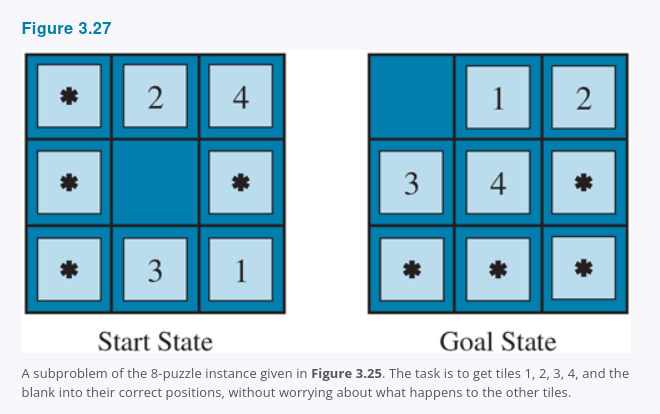 Figure 3.27
* 2 4 1 2
* * 3 4 *
* 3 1 * * *
Start State Goal State
A subproblem of the 8-puzzle instance given in Figure 3.25. The task is to get tiles 1, 2, 3, 4, and the
blank into their correct positions, without worrying about what happens to the other tiles.